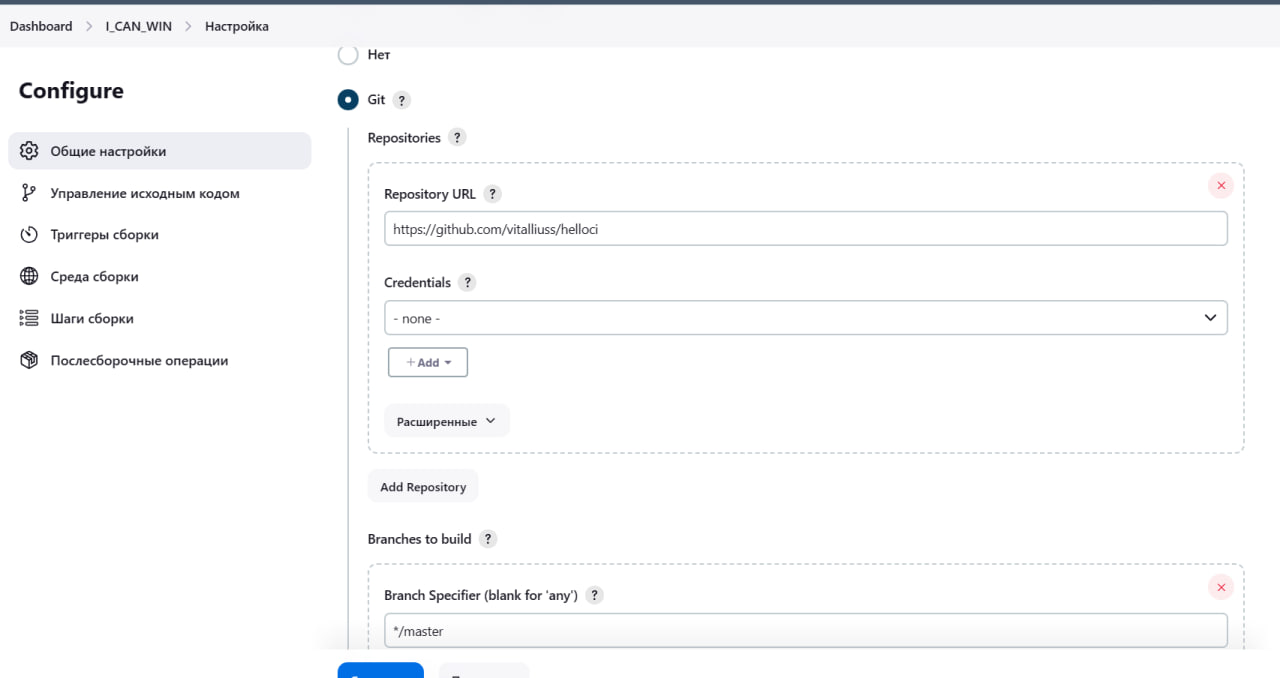 Dashboard > I_CAN_WIN > Настройка
Configure
Общие настройки
Управление исходным кодом
Триггеры сборки
Среда сборки
Шаги сборки
Послесборочные операции
Нет
Git ?
Repositories ?
Repository URL ?
https://github.com/vitalliuss/helloci
Credentials ?
- none -
+ Add
Расширенные
Add Repository
Branches to build ?
Branch Specifier (blank for 'any') ?
*/master